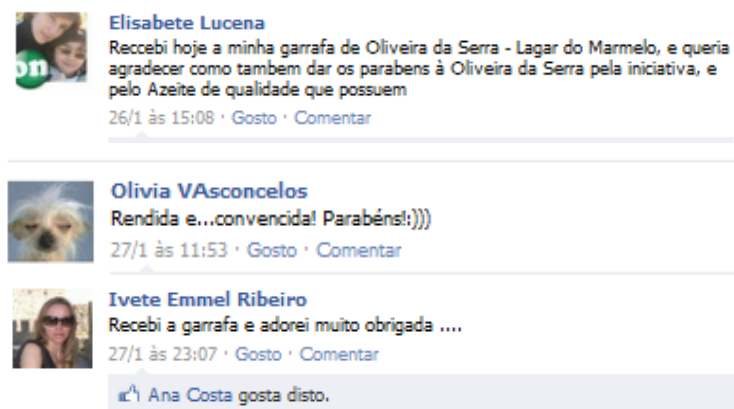 on
Elisabete Lucena
Reccebi hoje a minha garrafa de Oliveira da Serra - Lagar do Marmelo, e queria
agradecer como tambem dar os parabens à Oliveira da Serra pela iniciativa, e
pelo Azeite de qualidade que possuem
26/1 às 15:08 · Gosto · Comentar
Olivia VAsconcelos
Rendida e...convencida! Parabéns!:)))
27/1 às 11:53 · Gosto · Comentar
Ivete Emmel Ribeiro
Recebi a garrafa e adorei muito obrigada ....
27/1 às 23:07 · Gosto · Comentar
Ana Costa gosta disto.